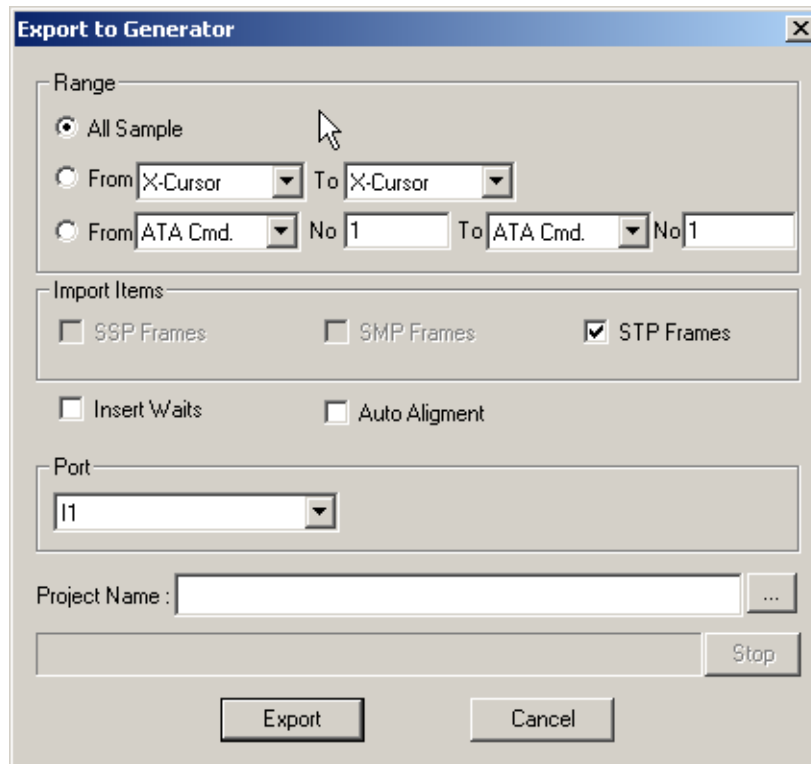 Export to Generator
Range
All Sample
From X-Cursor To X-Cursor
From ATA Cmd. No 1 To ATA Cmd. No 1
Import Items
SSP Frames SMP Frames STP Frames
Insert Waits Auto Aligment
Port
I1
Project Name : ...
Stop
Export Cancel